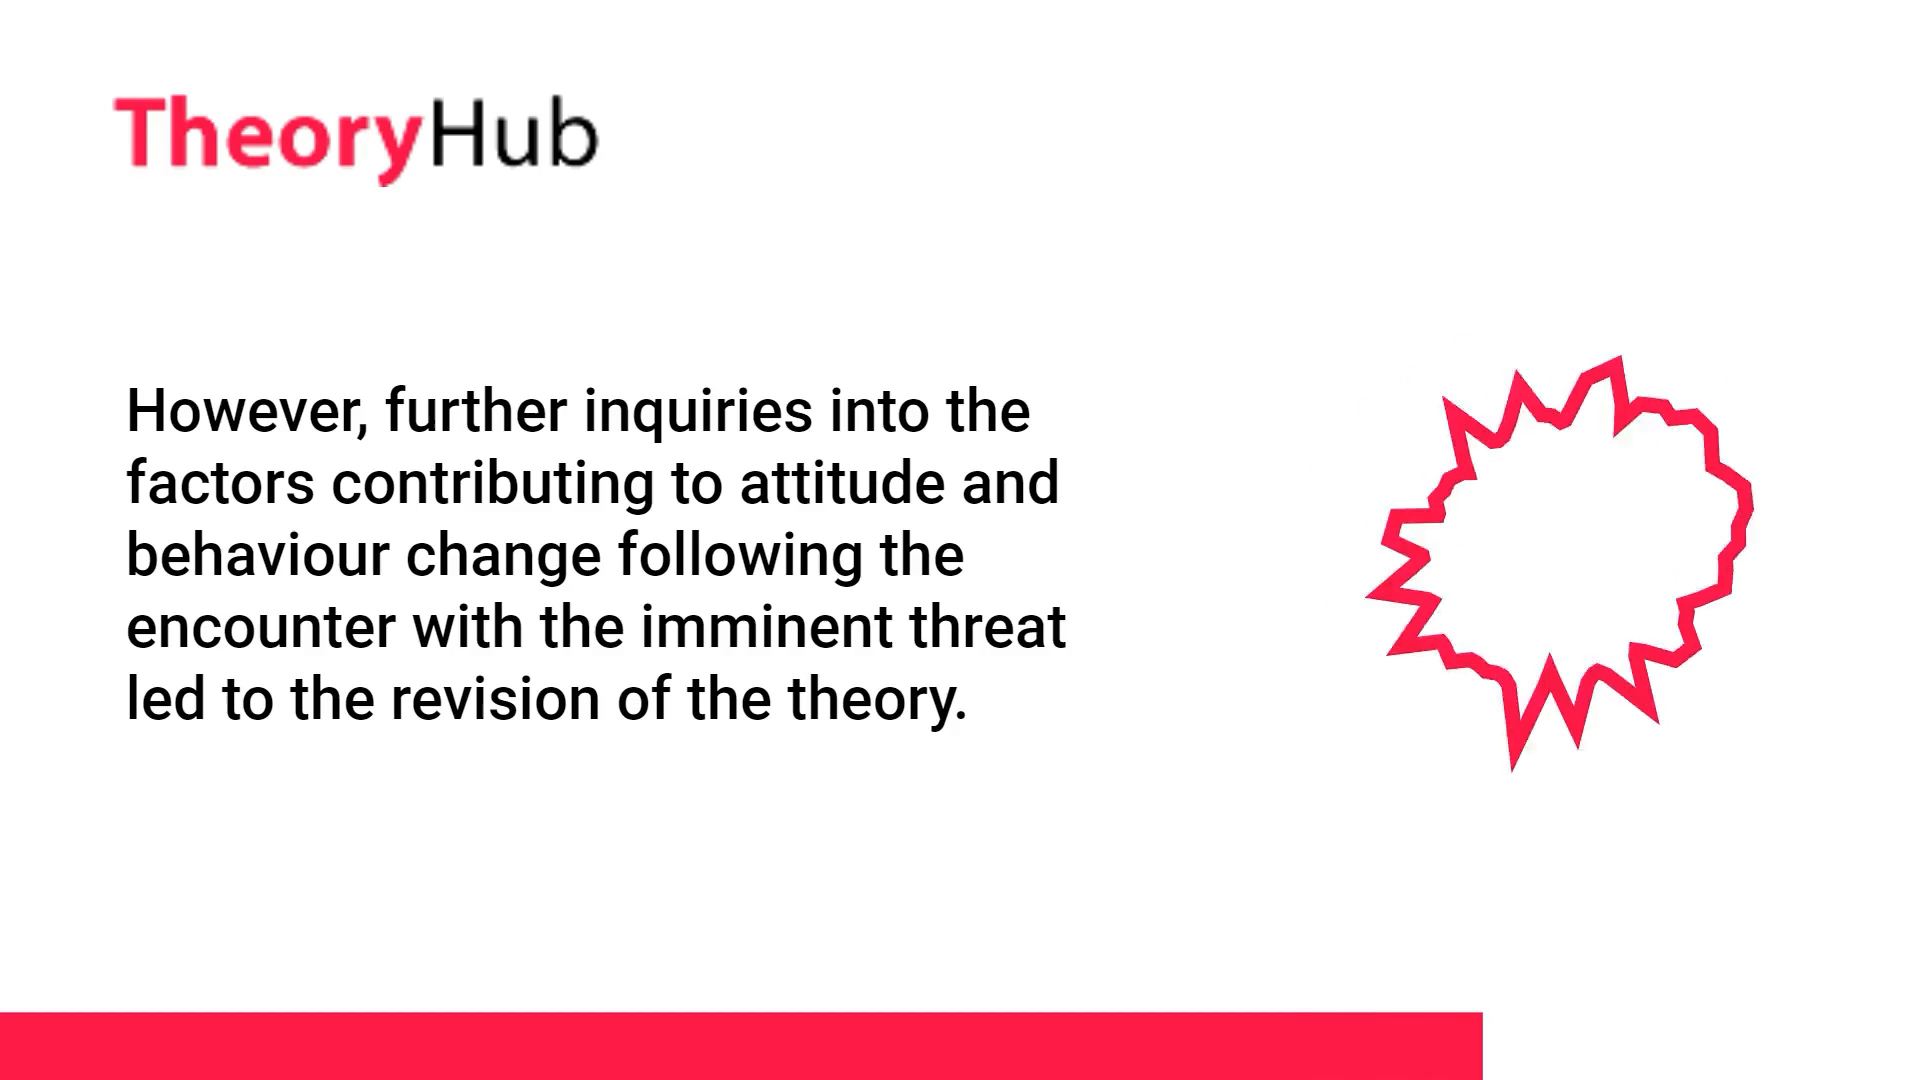 TheoryHub
However, further inquiries into the
factors contributing to attitude and
behaviour change following the
encounter with the imminent threat
led to the revision of the theory.